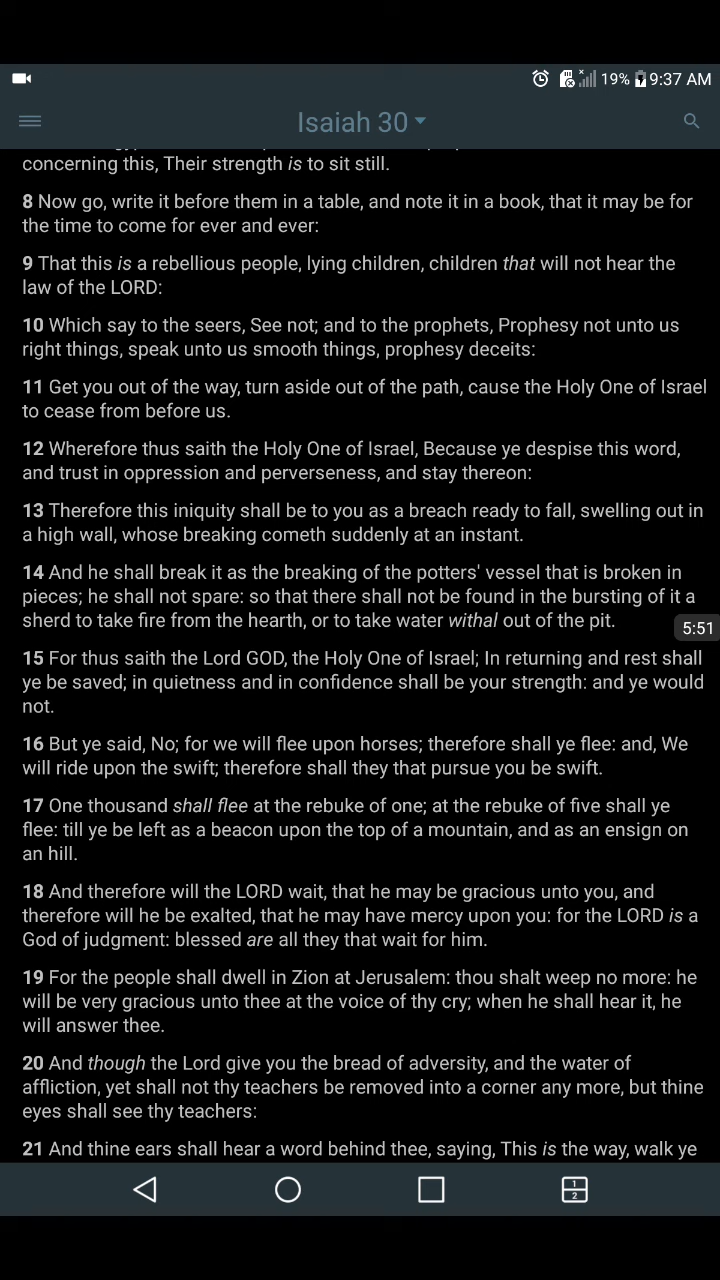 19% 9:37 AM
Isaiah 30
concerning this, Their strength is to sit still.
8 Now go, write it before them in a table, and note it in a book, that it may be for
the time to come for ever and ever:
9 That this is a rebellious people, lying children, children that will not hear the
law of the LORD:
10 Which say to the seers, See not; and to the prophets, Prophesy not unto us
right things, speak unto us smooth things, prophesy deceits:
11 Get you out of the way, turn aside out of the path, cause the Holy One of Israel
to cease from before us.
12 Wherefore thus saith the Holy One of Israel, Because ye despise this word,
and trust in oppression and perverseness, and stay thereon:
13 Therefore this iniquity shall be to you as a breach ready to fall, swelling out in
a high wall, whose breaking cometh suddenly at an instant.
14 And he shall break it as the breaking of the potters' vessel that is broken in
pieces; he shall not spare: so that there shall not be found in the bursting of it a
sherd to take fire from the hearth, or to take water withal out of the pit.
5:51
15 For thus saith the Lord GOD, the Holy One of Israel; In returning and rest shall
ye be saved; in quietness and in confidence shall be your strength: and ye would
not.
16 But ye said, No; for we will flee upon horses; therefore shall ye flee: and, We
will ride upon the swift; therefore shall they that pursue you be swift.
17 One thousand shall flee at the rebuke of one; at the rebuke of five shall ye
flee: till ye be left as a beacon upon the top of a mountain, and as an ensign on
an hill.
18 And therefore will the LORD wait, that he may be gracious unto you, and
therefore will he be exalted, that he may have mercy upon you: for the LORD is a
God of judgment: blessed are all they that wait for him.
19 For the people shall dwell in Zion at Jerusalem: thou shalt weep no more: he
will be very gracious unto thee at the voice of thy cry; when he shall hear it, he
will answer thee.
20 And though the Lord give you the bread of adversity, and the water of
affliction, yet shall not thy teachers be removed into a corner any more, but thine
eyes shall see thy teachers:
21 And thine ears shall hear a word behind thee, saying, This is the way, walk ye
1
2